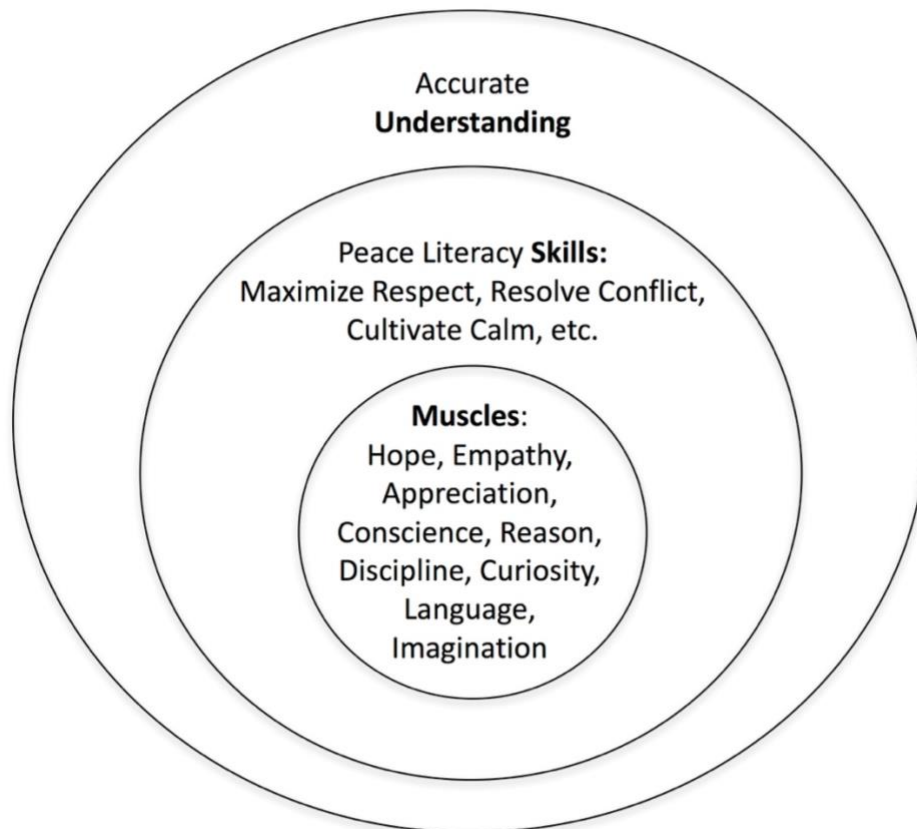 Accurate
Understanding
Peace Literacy Skills:
Maximize Respect, Resolve Conflict,
Cultivate Calm, etc.
Muscles:
Hope, Empathy,
Appreciation,
Conscience, Reason,
Discipline, Curiosity,
Language,
Imagination